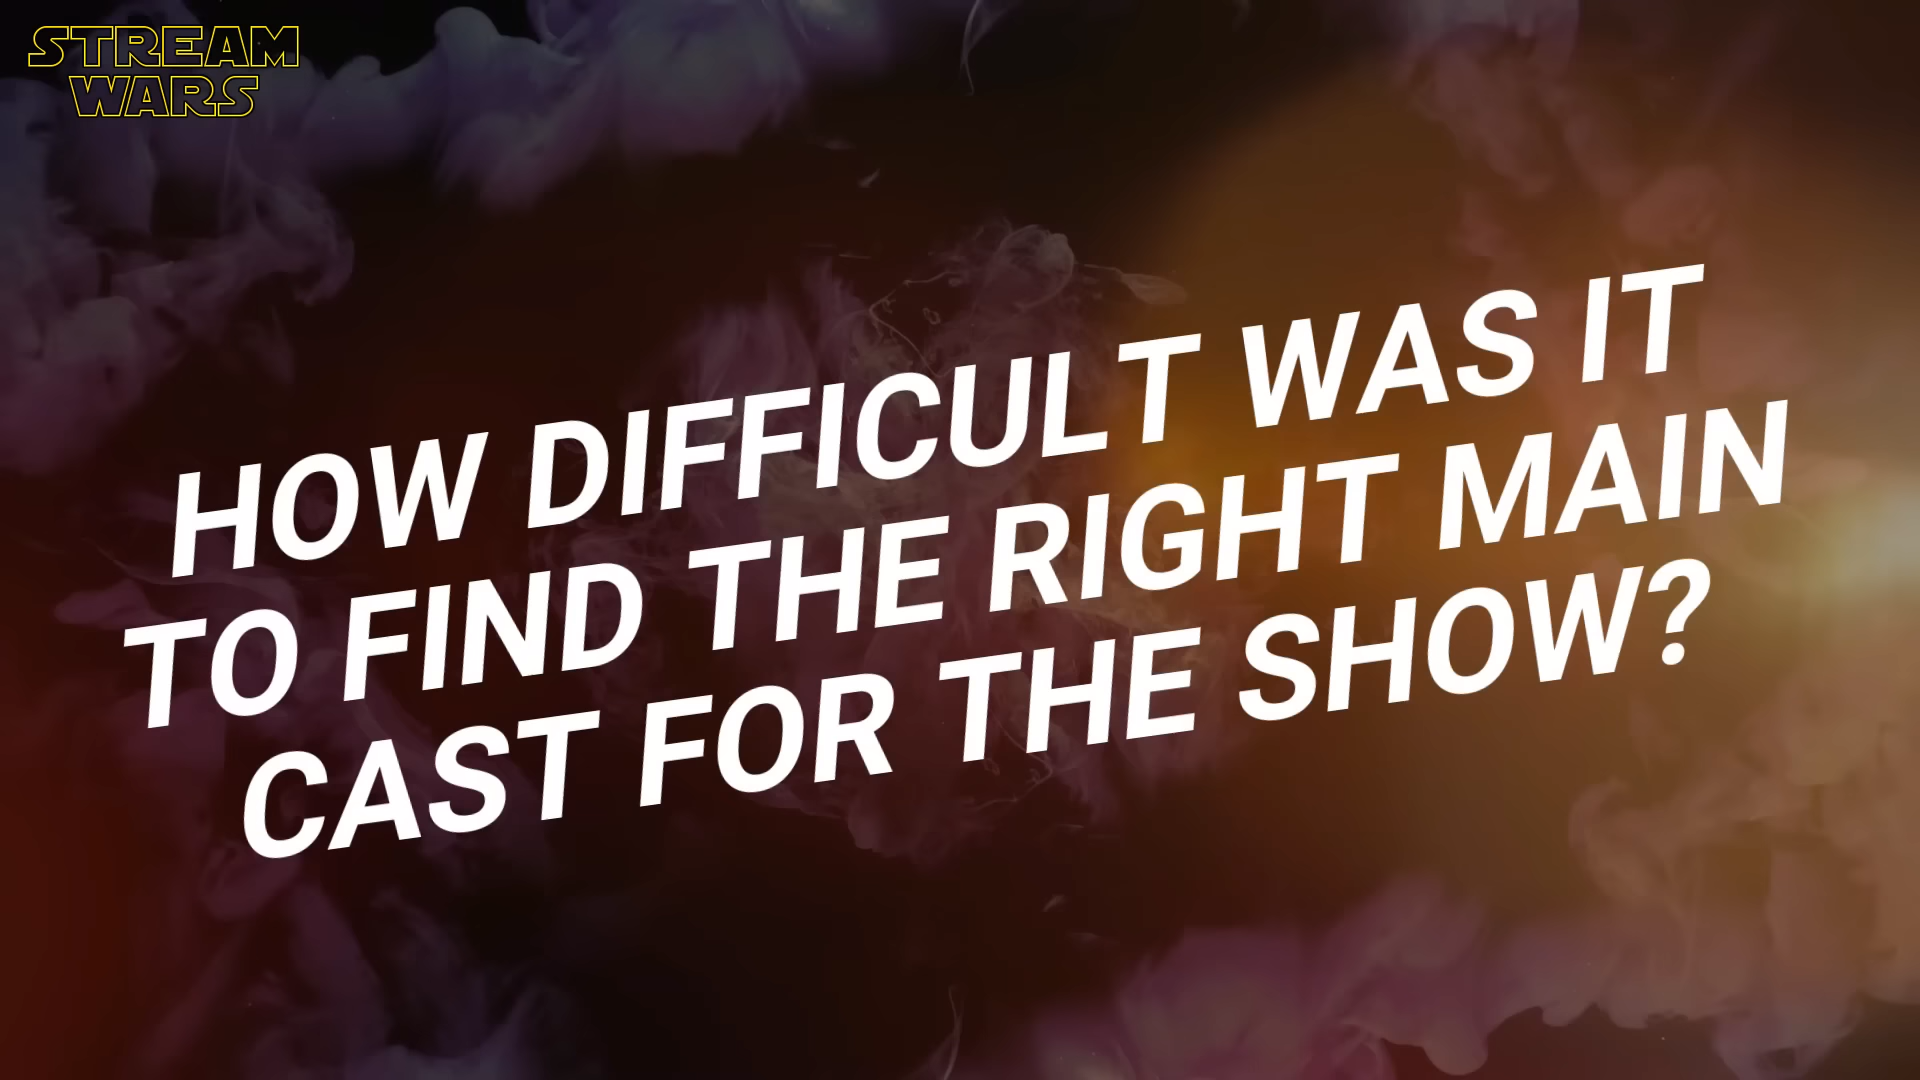 STREAM
WARS
HOW DIFFICULT WAS IT
TO FIND THE RIGHT MAIN
CAST FOR THE SHOW?